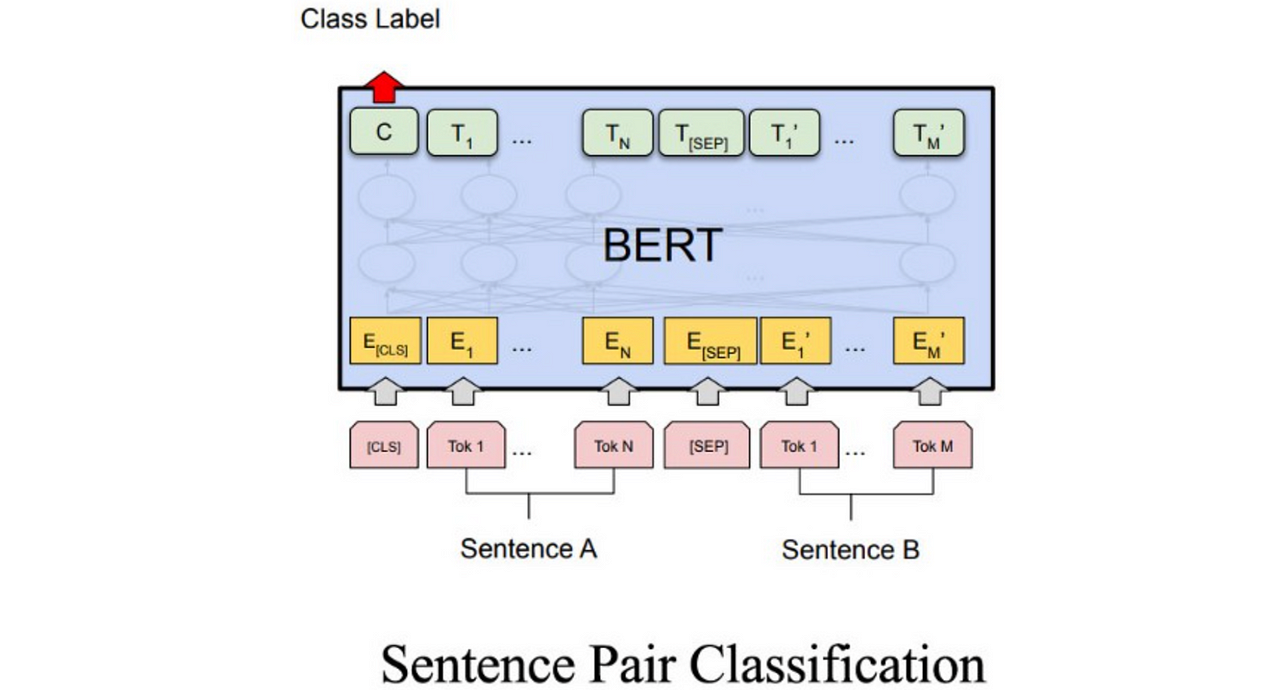 Class Label
C T1 ... TN T[SEP] T1’ ... TM’
...
BERT
...
E[CLS] E1 ... EN E[SEP] E1’ ... EM’
[CLS] Tok 1 ... Tok N [SEP] Tok 1 ... Tok M
Sentence A Sentence B
Sentence Pair Classification